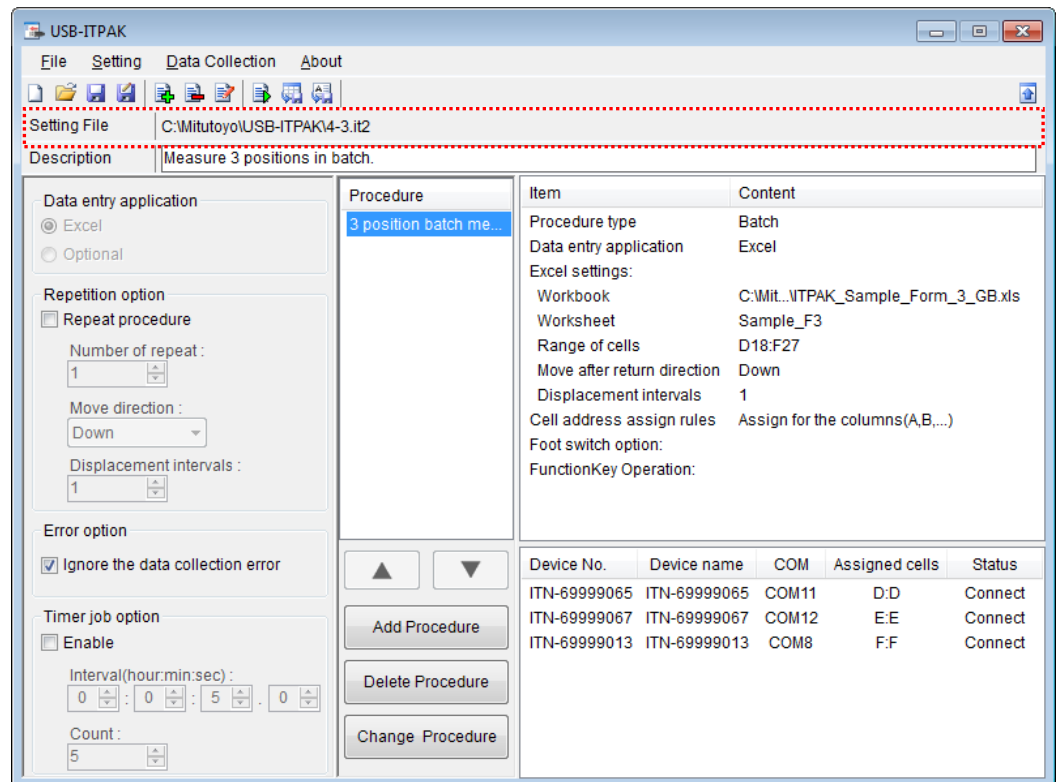 USB-ITPAK
File Setting Data Collection About
Setting File C:\Mitutoyo\USB-ITPAK\4-3.it2
Description Measure 3 positions in batch.
Data entry application
Excel
Optional
Repetition option
Repeat procedure
Number of repeat :
1
Move direction :
Down
Displacement intervals :
1
Error option
Ignore the data collection error
Timer job option
Enable
Interval(hour:min:sec) :
0 : 0 : 5 . 0
Count :
5
Procedure
3 position batch me...
Add Procedure
Delete Procedure
Change Procedure
Item Content
Procedure type Batch
Data entry application Excel
Excel settings:
Workbook C:\Mit...\ITPAK_Sample_Form_3_GB.xls
Worksheet Sample_F3
Range of cells D18:F27
Move after return direction Down
Displacement intervals 1
Cell address assign rules Assign for the columns(A,B,...)
Foot switch option:
FunctionKey Operation:
Device No. Device name COM Assigned cells Status
ITN-69999065 ITN-69999065 COM11 D:D Connect
ITN-69999067 ITN-69999067 COM12 E:E Connect
ITN-69999013 ITN-69999013 COM8 F:F Connect